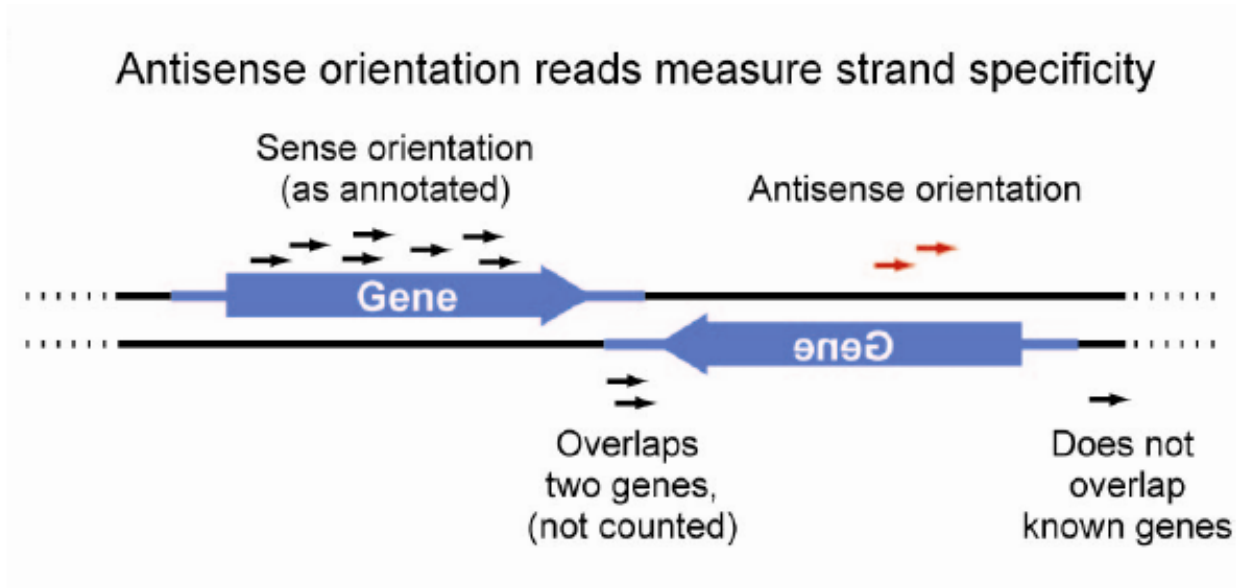 Antisense orientation reads measure strand specificity
Sense orientation
(as annotated)
Antisense orientation
Gene
Gene
Overlaps
two genes,
(not counted)
Does not
overlap
known genes